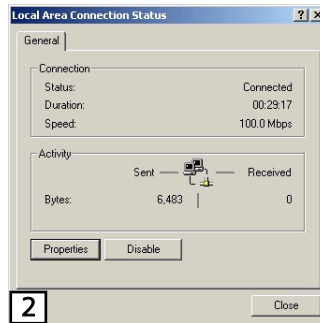 Local Area Connection Status
General
Connection
Status: Connected
Duration: 00:29:17
Speed: 100.0 Mbps
Activity
Sent Received
Bytes: 6,483 0
Properties Disable
2 Close